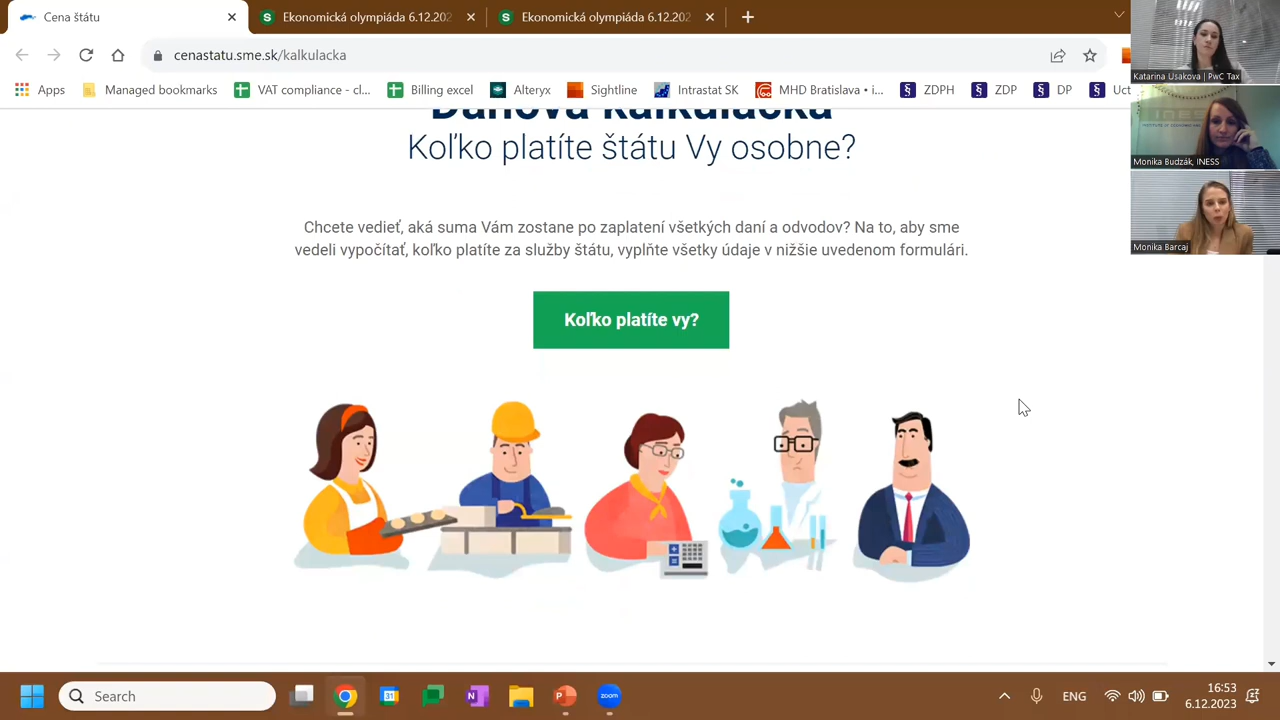 Cena štátu
Ekonomická olympiáda 6.12.202
Ekonomická olympiáda 6.12.202
cenastatu.sme.sk/kalkulacka
Apps
Managed bookmarks
VAT compliance - cl...
Billing excel
Alteryx
Sightline
Intrastat SK
MHD Bratislava • i...
ZDPH
ZDP
DP
Uct
Katarina Usakova | PwC Tax
Monika Budzák, INESS
Monika Barcaj
Daňová kalkulačka
Koľko platíte štátu Vy osobne?
Chcete vedieť, aká suma Vám zostane po zaplatení všetkých daní a odvodov? Na to, aby sme
vedeli vypočítať, koľko platíte za služby štátu, vyplňte všetky údaje v nižšie uvedenom formulári.
Koľko platíte vy?
Search
zoom
ENG
16:53
6.12.2023